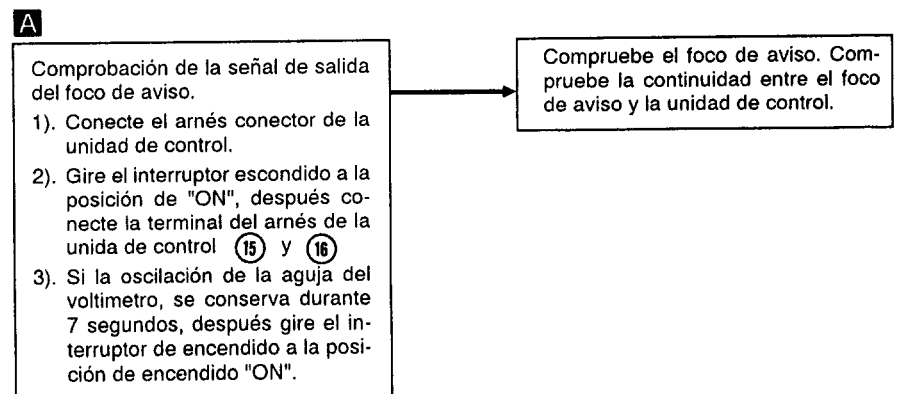 A
Comprobación de la señal de salida
del foco de aviso.
1). Conecte el arnés conector de la
unidad de control.
2). Gire el interruptor escondido a la
posición de "ON", después co-
necte la terminal del arnés de la
unida de control 15 y 16
3). Si la oscilación de la aguja del
voltimetro, se conserva durante
7 segundos, después gire el in-
terruptor de encendido a la posi-
ción de encendido "ON".
Compruebe el foco de aviso. Com-
pruebe la continuidad entre el foco
de aviso y la unidad de control.